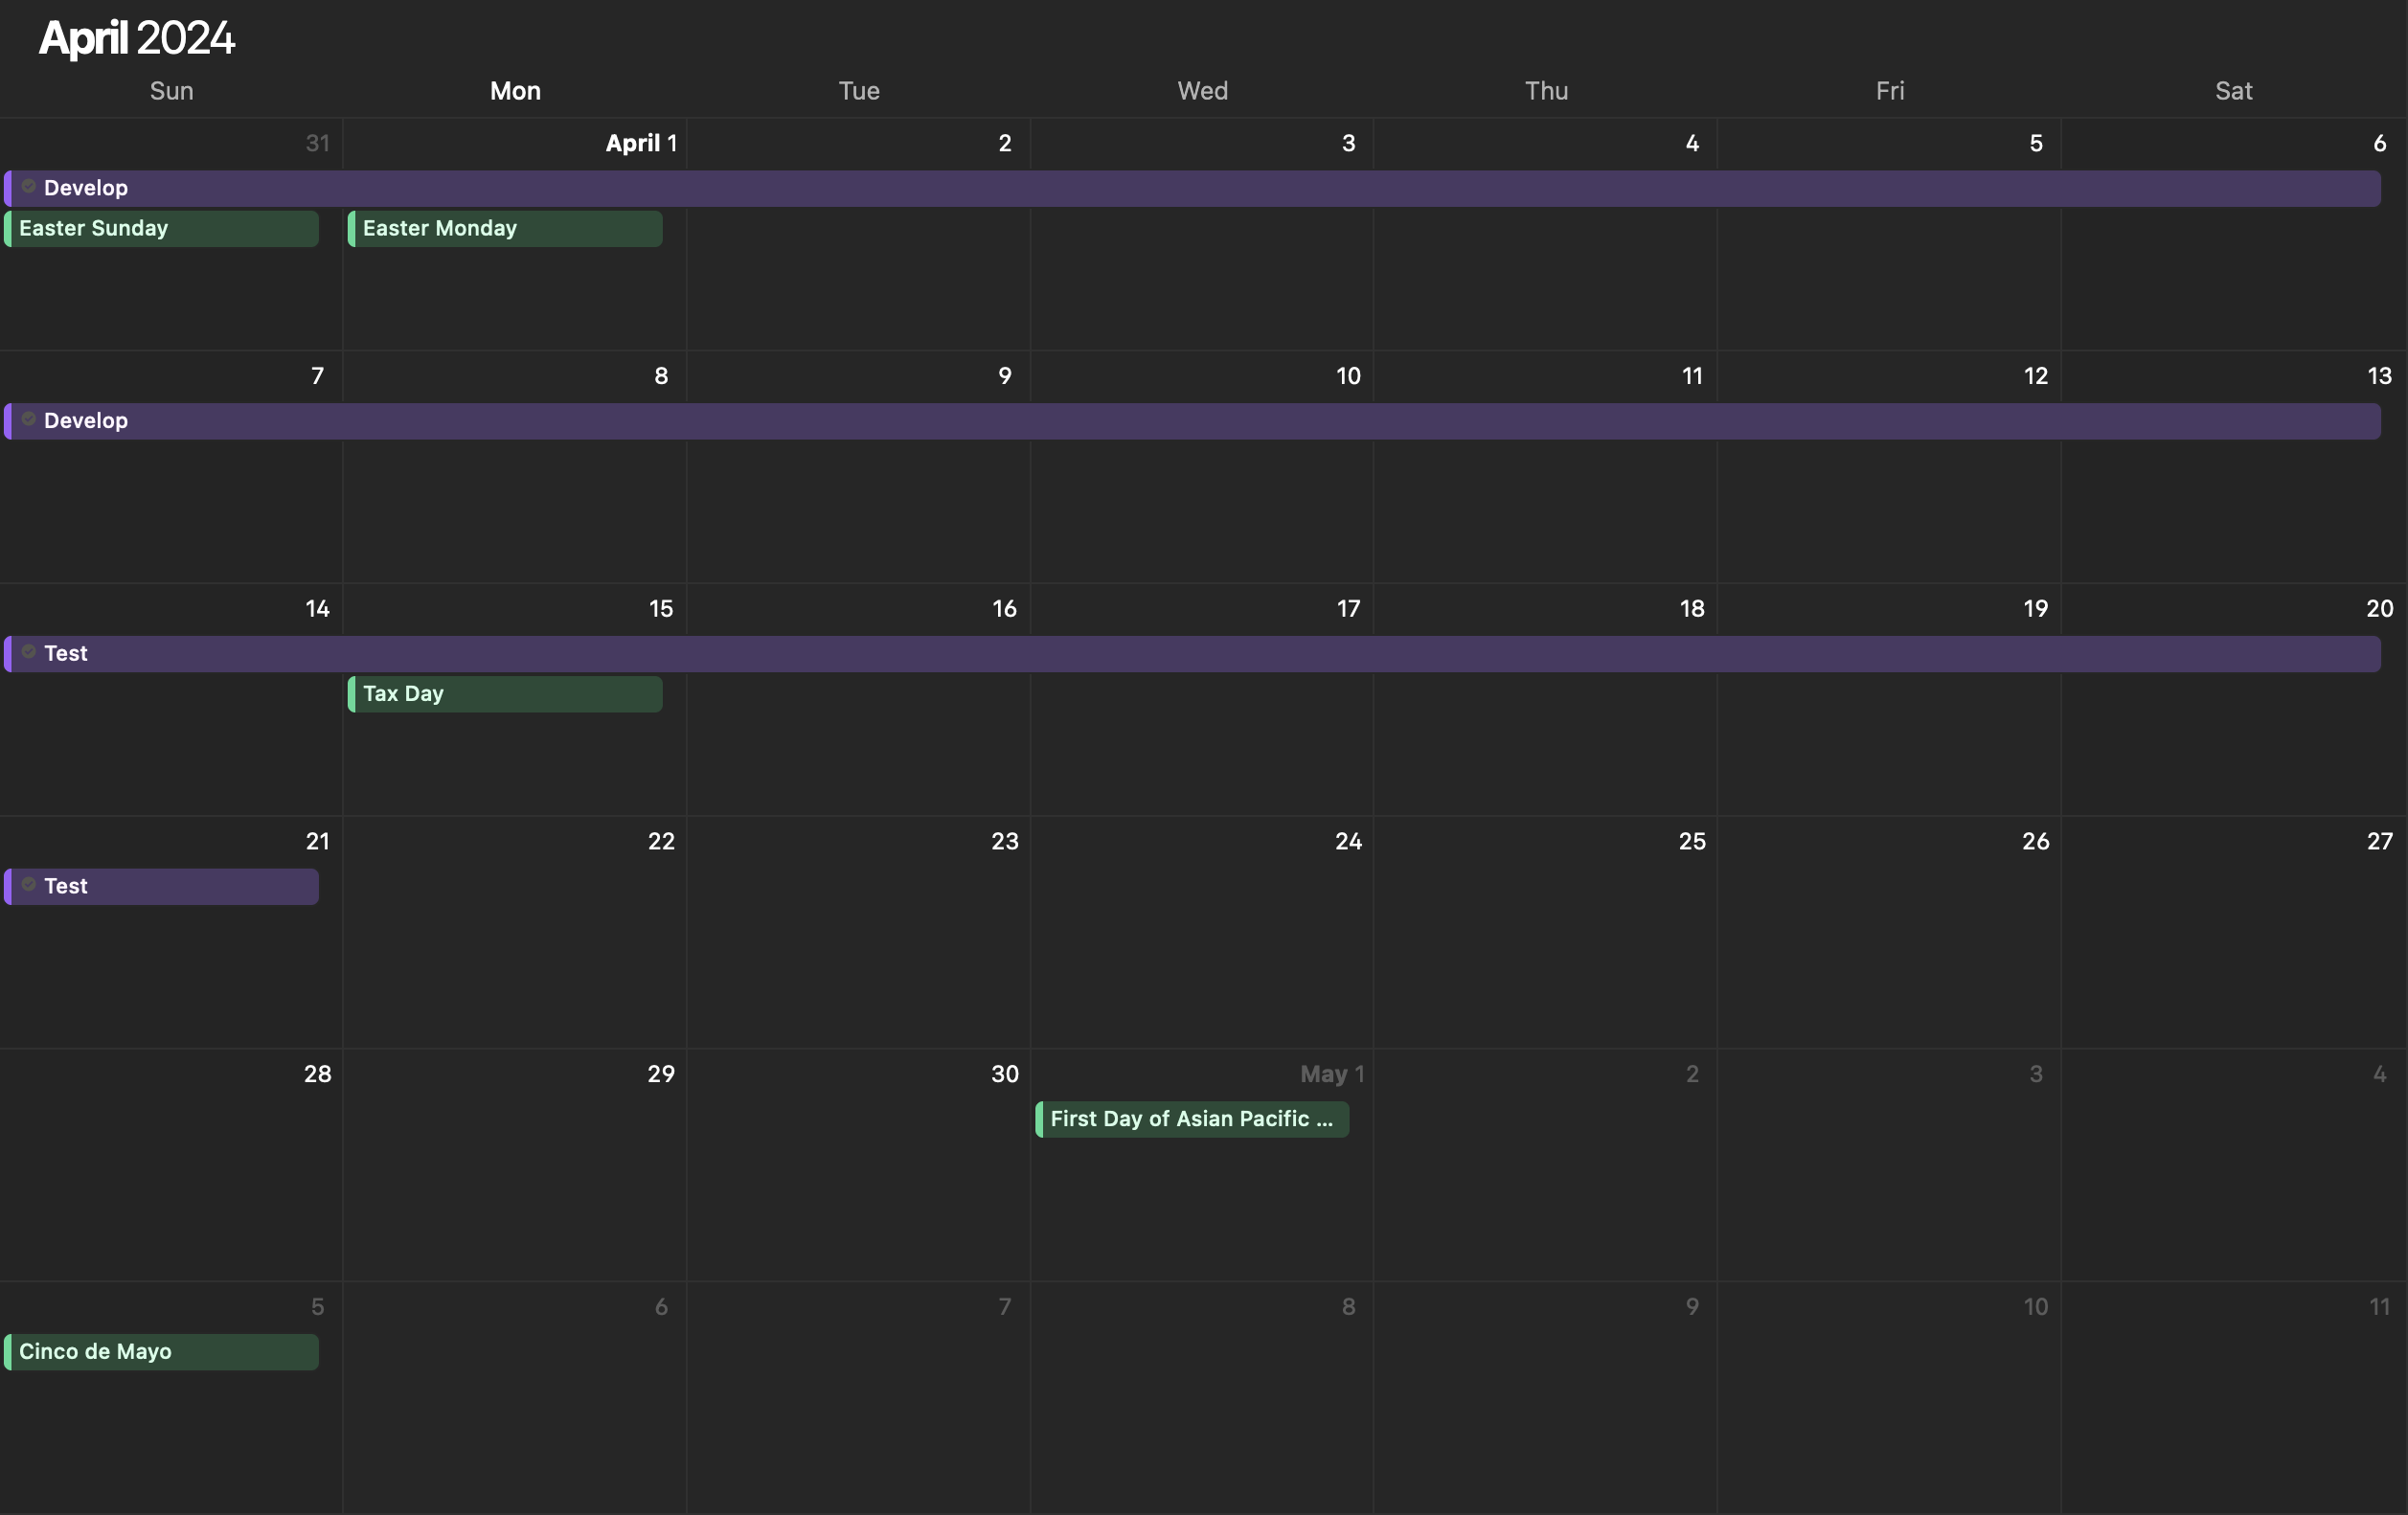 April 2024
Sun Mon Tue Wed Thu Fri Sat
31 April 1 2 3 4 5 6
Develop
Easter Sunday Easter Monday
7 8 9 10 11 12 13
Develop
14 15 16 17 18 19 20
Test
Tax Day
21 22 23 24 25 26 27
Test
28 29 30 May 1 2 3 4
First Day of Asian Pacific ...
5 6 7 8 9 10 11
Cinco de Mayo